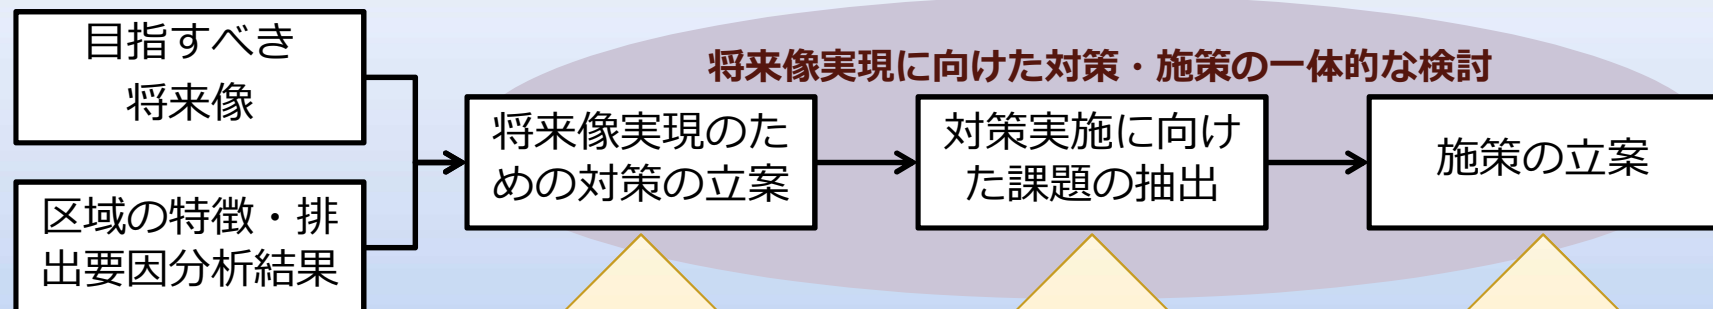 目指すべき
将来像
区域の特徴・排
出要因分析結果
将来像実現に向けた対策・施策の一体的な検討
将来像実現のた
めの対策の立案
対策実施に向け
た課題の抽出
施策の立案